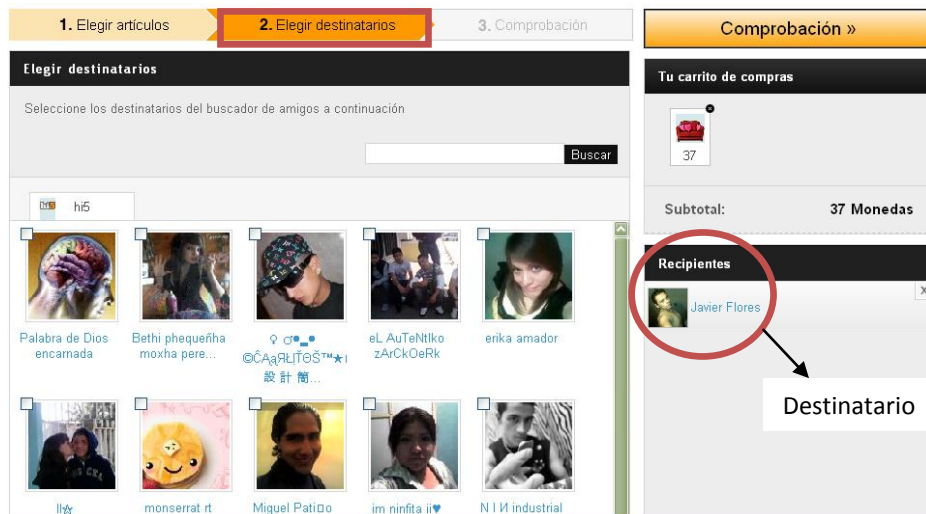 1. Elegir artículos
2. Elegir destinatarios
3. Comprobación
Elegir destinatarios
Seleccione los destinatarios del buscador de amigos a continuación
Buscar
hi5
Palabra de Dios
encarnada
Bethi phequeñha
moxha pere...
設 計 簡...
eL AuTeNtIko
zArCkOeRk
erika amador
monserrat rt
Miguel Pati□o
im ninfita ii♥
N I И industrial
Comprobación »
Tu carrito de compras
37
Subtotal: 37 Monedas
Recipientes
Javier Flores
x
Destinatario